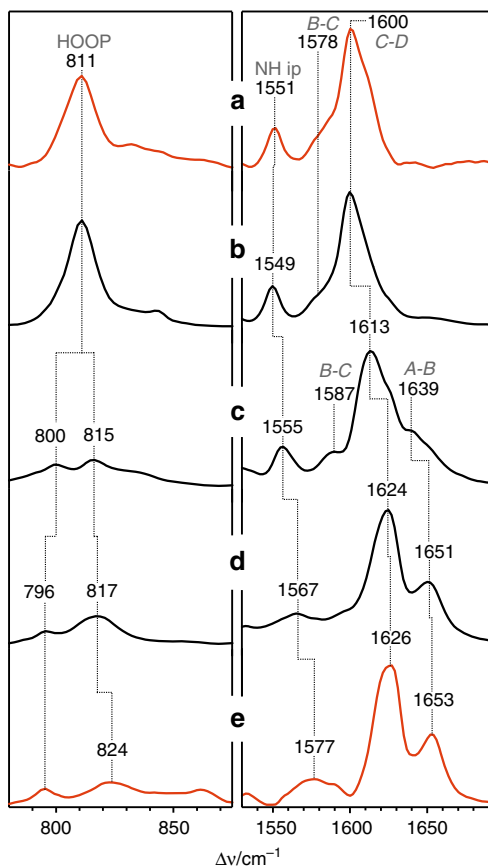 HOOP
811
B-C
1578
1600
C-D
NH ip
1551
a
b
1549
1613
B-C
1587
A-B
1639
c
800
815
1555
1624
1651
d
796
817
1567
1626
1653
e
824
1577
800
850
1550
1600
1650
Δν/cm⁻¹